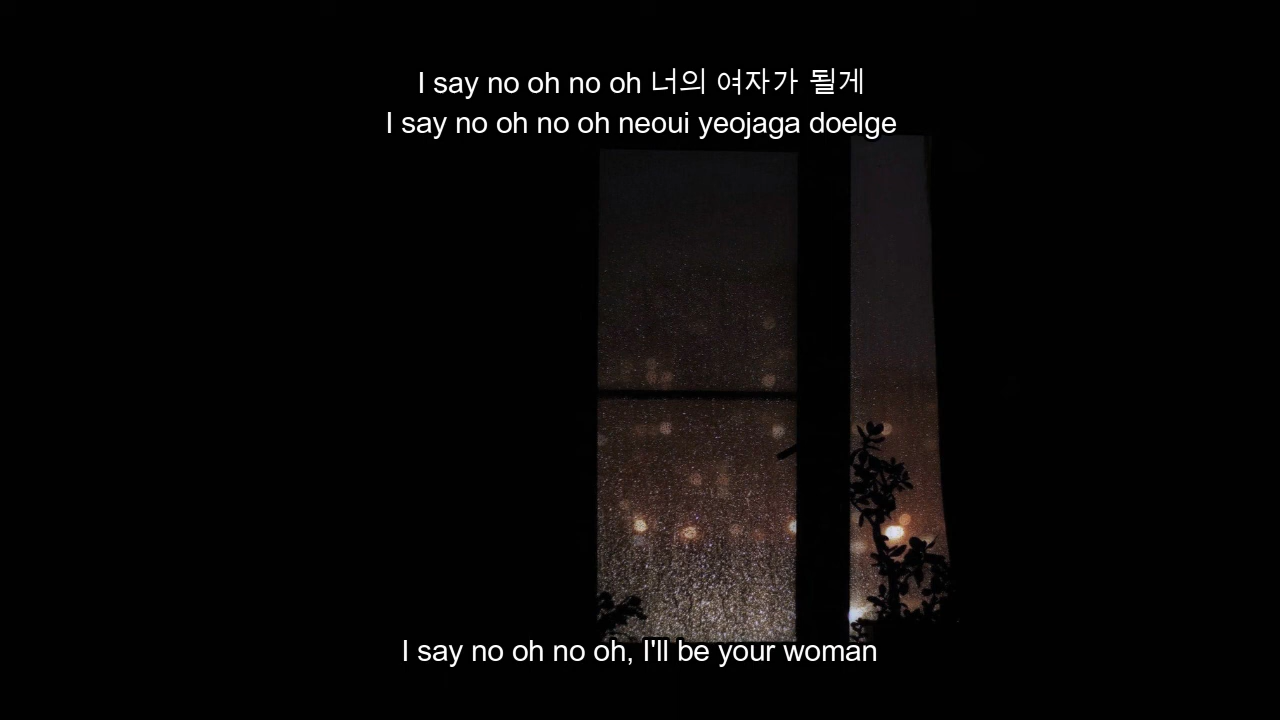 I say no oh no oh 너의 여자가 될게
I say no oh no oh neoui yeojaga doelge
I say no oh no oh, I'll be your woman